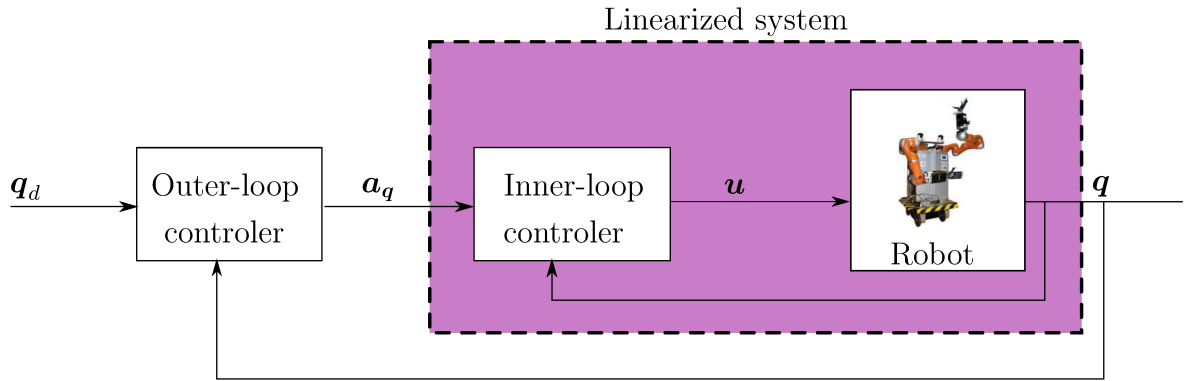 Linearized system
q_d
Outer-loop
controler
a_q
Inner-loop
controler
u
Robot
q